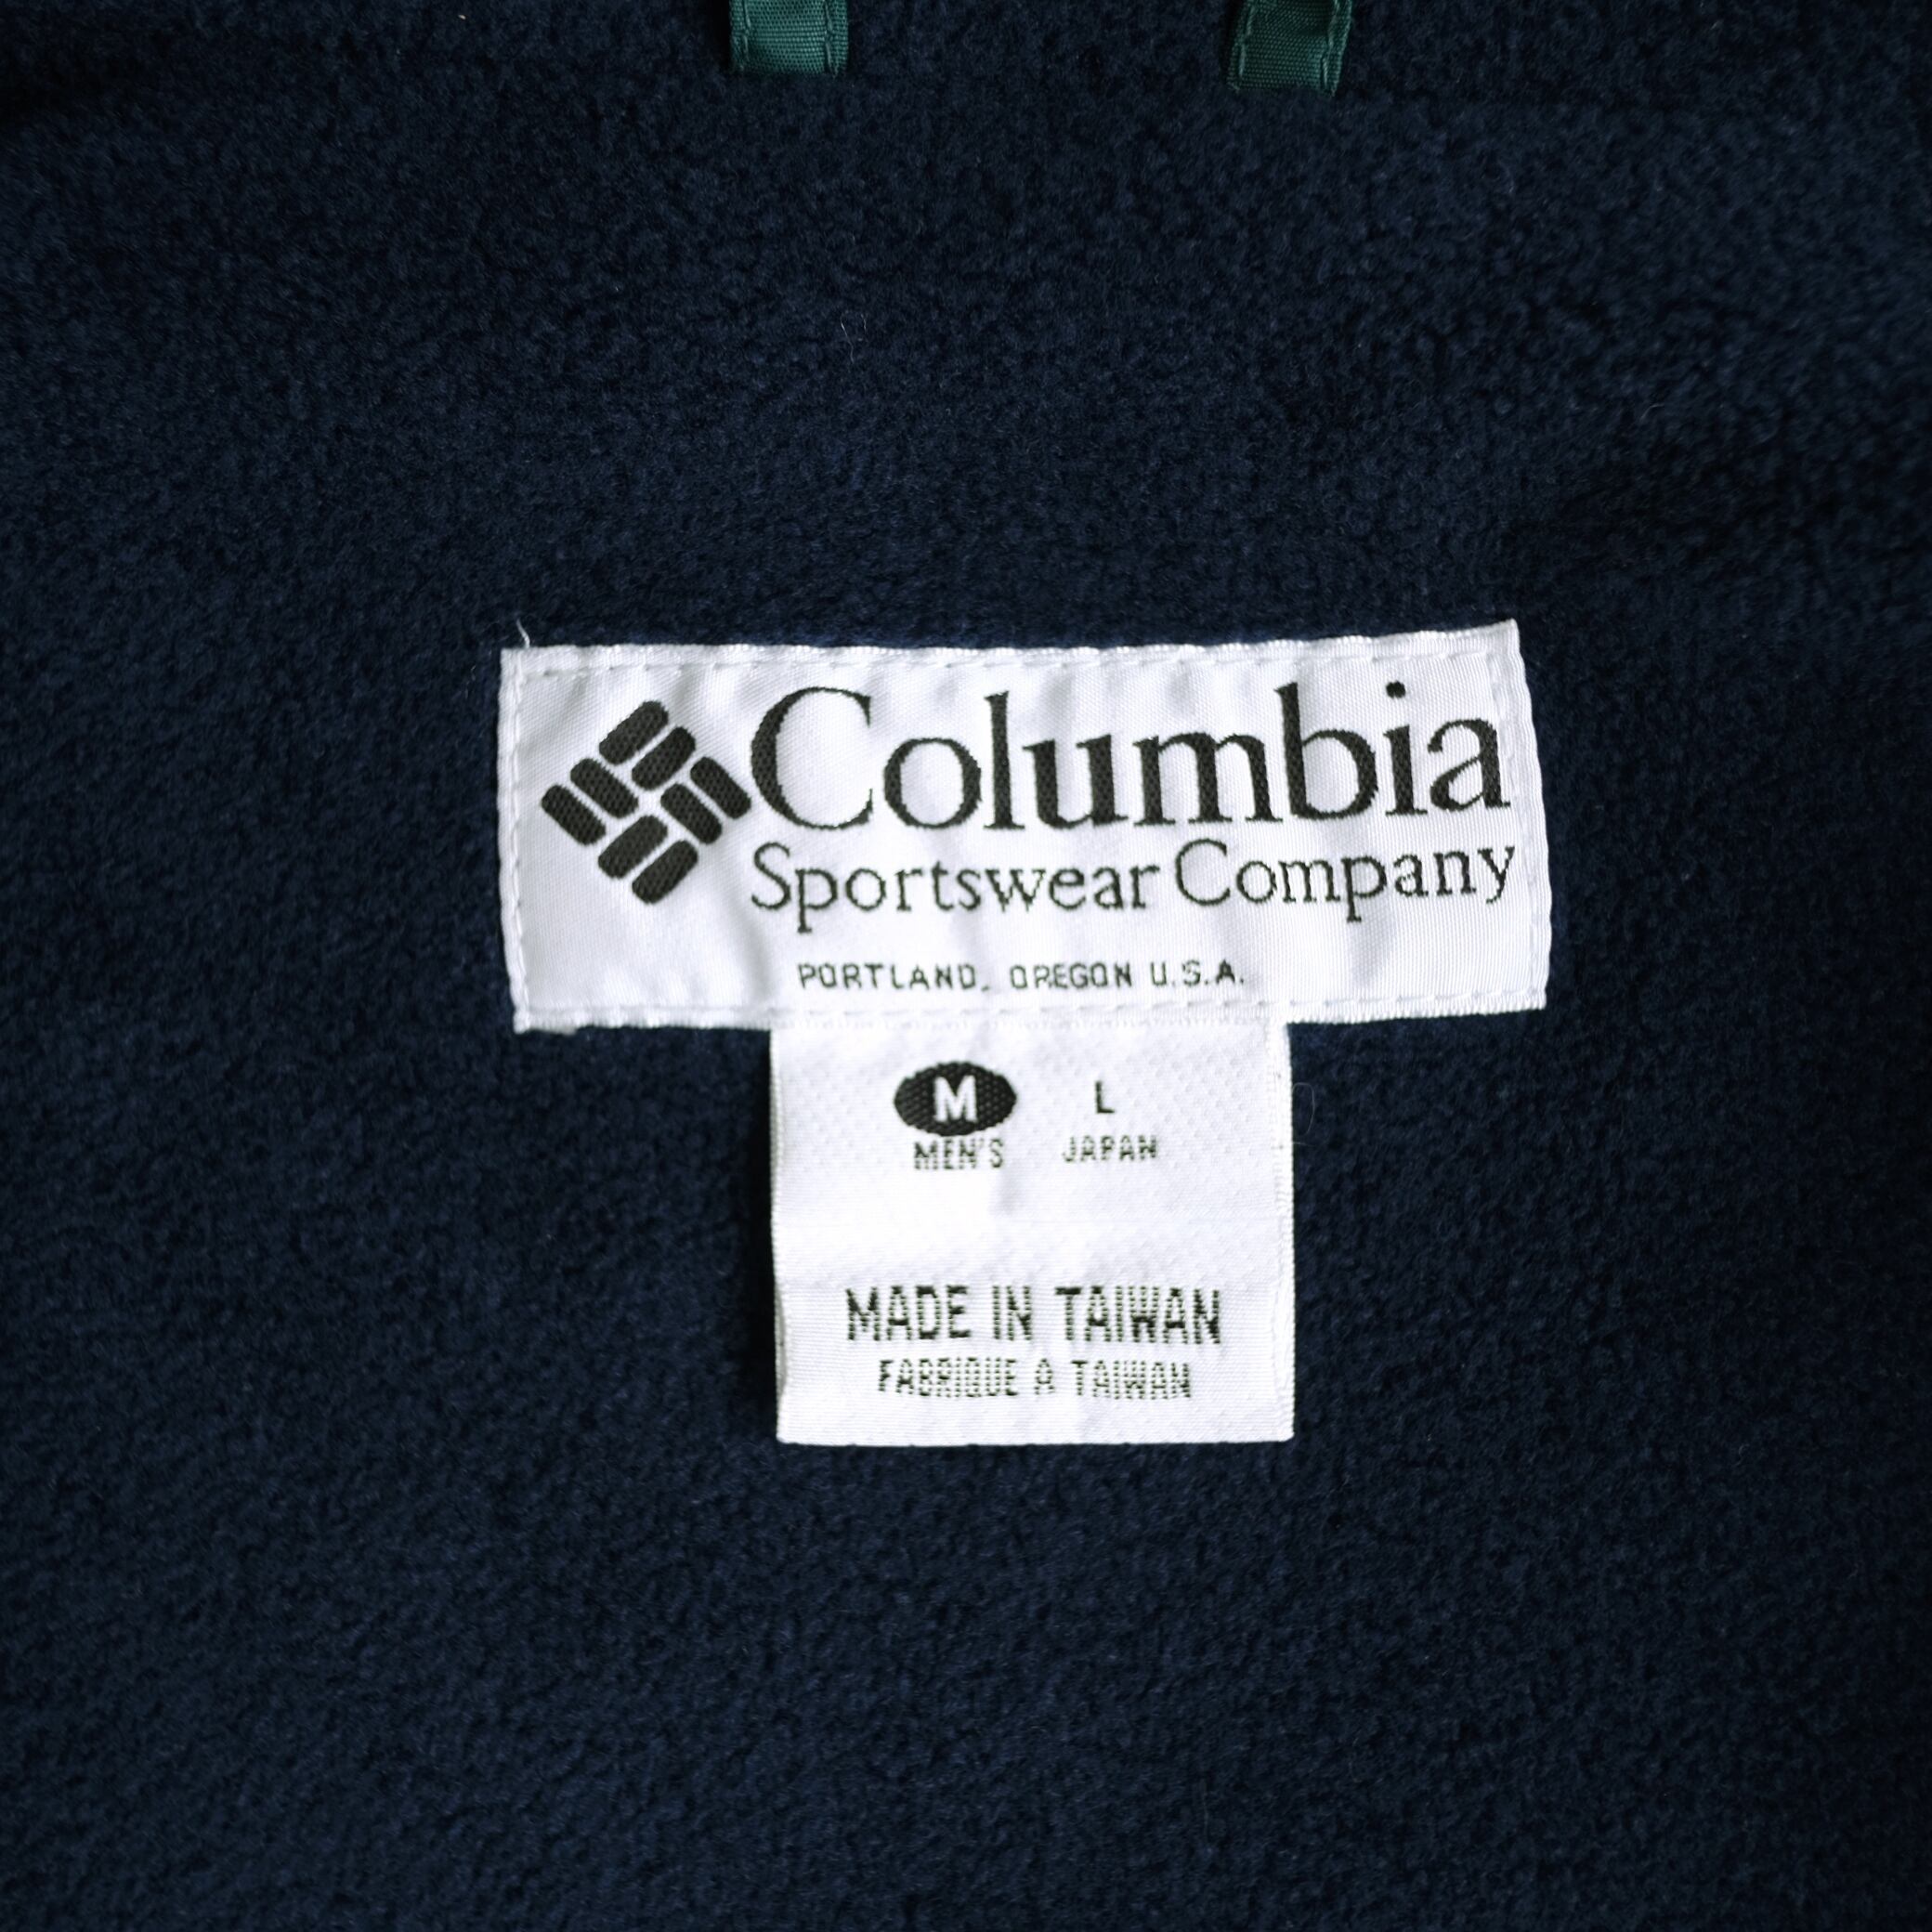 Columbia
Sportswear Company
PORTLAND, OREGON U.S.A.
M L
MEN'S JAPAN
MADE IN TAIWAN
FABRIQUE A TAIWAN